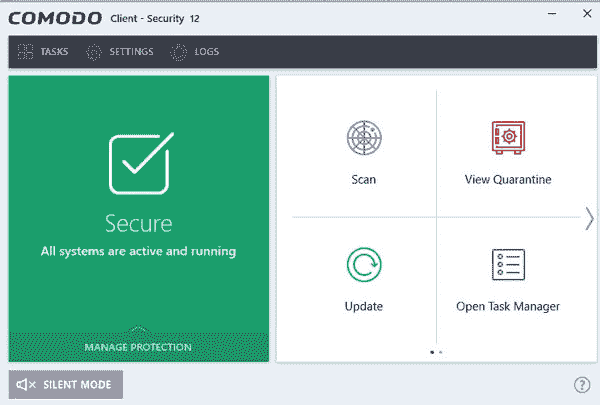 COMODO Client - Security 12
TASKS SETTINGS LOGS
Secure
All systems are active and running
MANAGE PROTECTION
Scan
View Quarantine
Update
Open Task Manager
SILENT MODE
?